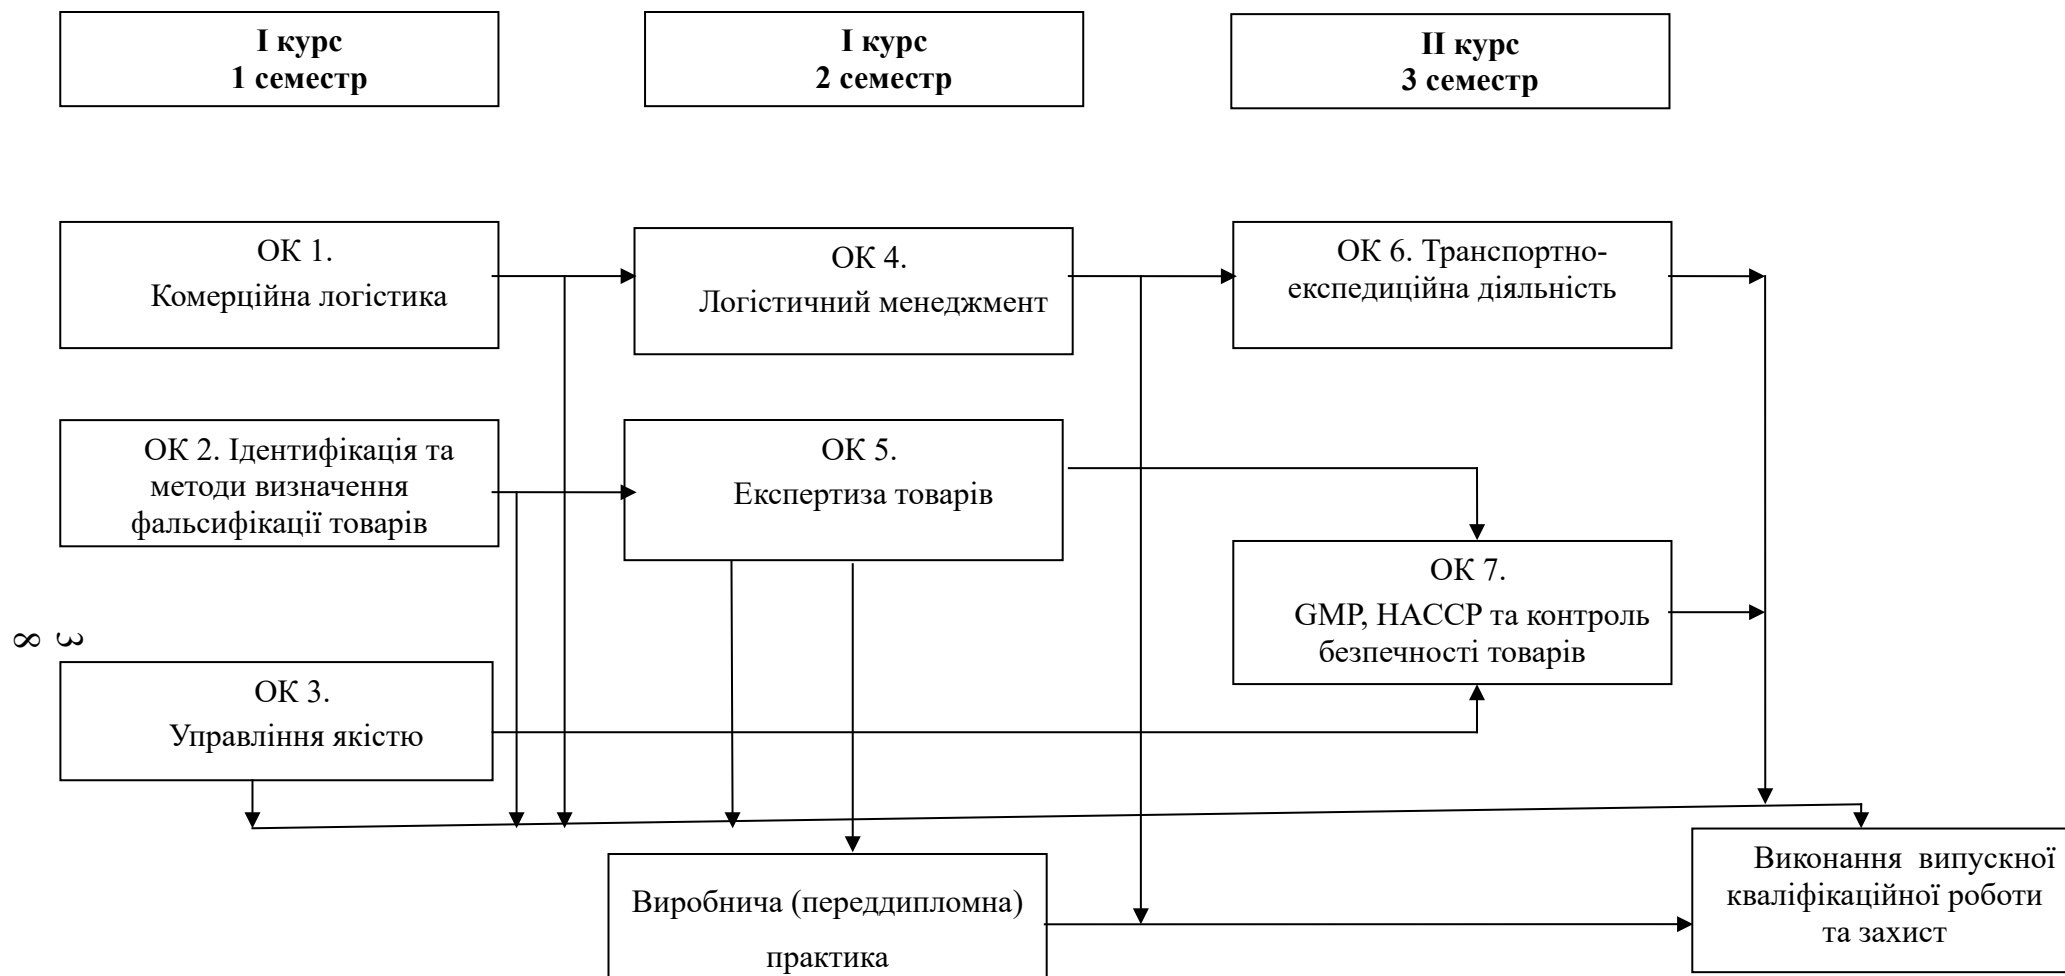 І курс
1 семестр
І курс
2 семестр
ІІ курс
3 семестр
ОК 1.
Комерційна логістика
ОК 4.
Логістичний менеджмент
ОК 6. Транспортно-
експедиційна діяльність
ОК 2. Ідентифікація та
методи визначення
фальсифікації товарів
ОК 5.
Експертиза товарів
ОК 7.
GMP, НАССР та контроль
безпечності товарів
3
8
ОК 3.
Управління якістю
Виробнича (переддипломна)
практика
Виконання випускної
кваліфікаційної роботи
та захист